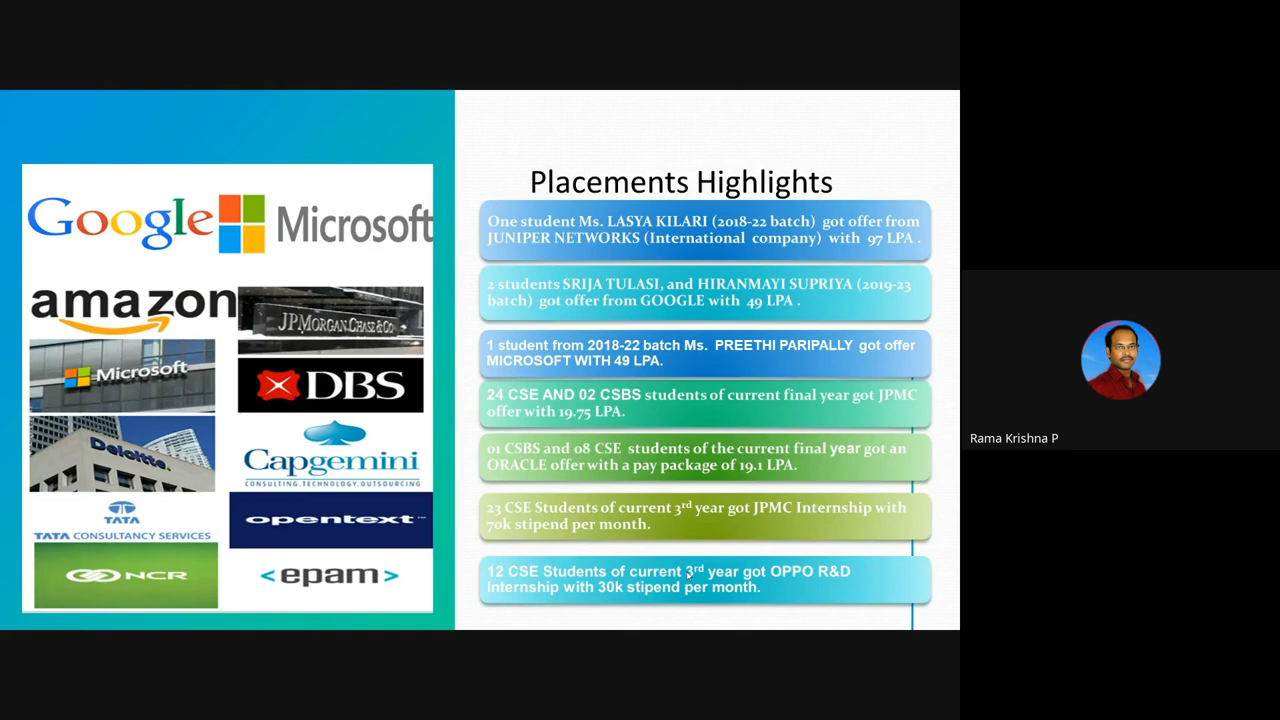 Google Microsoft
amazon
JPMORGAN CHASE & CO
Microsoft
DBS
Deloitte.
Capgemini
CONSULTING.TECHNOLOGY.OUTSOURCING
TATA
TATA CONSULTANCY SERVICES
opentext™
NCR
<epam>
Placements Highlights
One student Ms. LASYA KILARI (2018-22 batch) got offer from
JUNIPER NETWORKS (International company) with 97 LPA .
2 students SRIJA TULASI, and HIRANMAYI SUPRIYA (2019-23
batch) got offer from GOOGLE with 49 LPA .
1 student from 2018-22 batch Ms. PREETHI PARIPALLY got offer
MICROSOFT WITH 49 LPA.
24 CSE AND 02 CSBS students of current final year got JPMC
offer with 19.75 LPA.
01 CSBS and 08 CSE students of the current final year got an
ORACLE offer with a pay package of 19.1 LPA.
23 CSE Students of current 3rd year got JPMC Internship with
70k stipend per month.
12 CSE Students of current 3rd year got OPPO R&D
Internship with 30k stipend per month.
Rama Krishna P